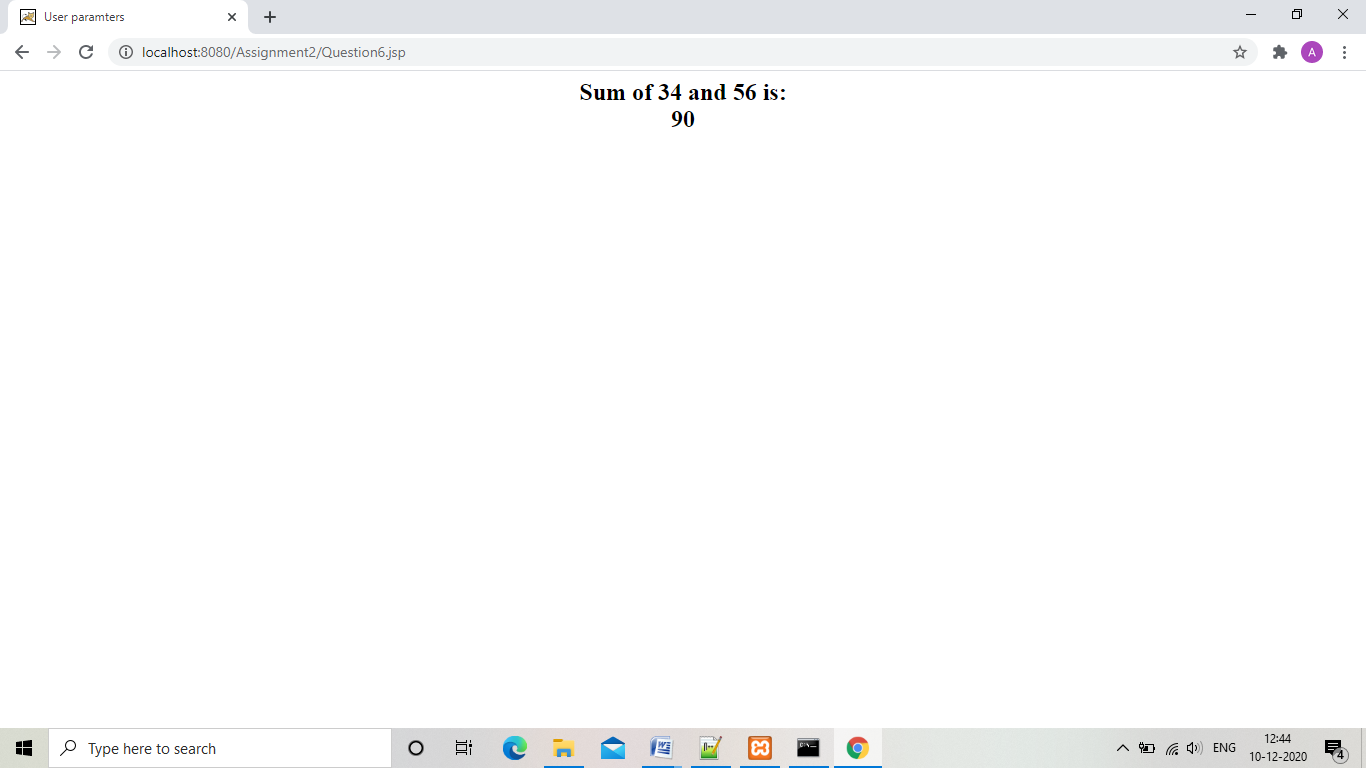 User paramters
localhost:8080/Assignment2/Question6.jsp
A
Sum of 34 and 56 is:
90
Type here to search
ENG
12:44
10-12-2020
4